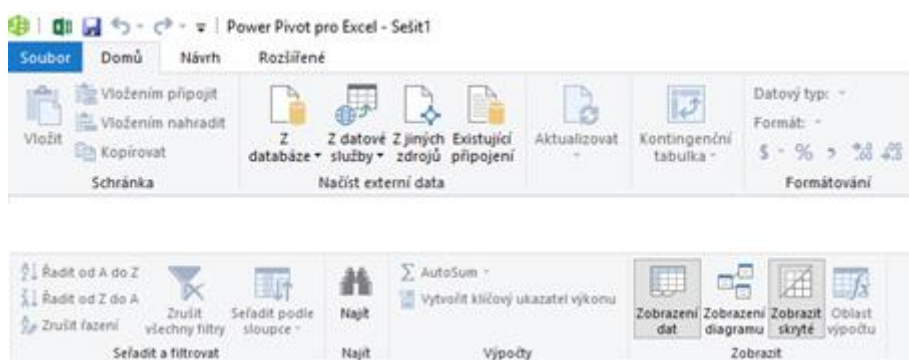 Power Pivot pro Excel - Sešit1
Soubor Domů Návrh Rozšířené
Vložit
Vložením připojit
Vložením nahradit
Kopírovat
Schránka
Z databáze
Z datové služby
Z jiných zdrojů
Existující připojení
Načíst externí data
Aktualizovat
Kontingenční tabulka
Datový typ:
Formát:
$ - % , .00 .00
Formátování
Řadit od A do Z
Řadit od Z do A
Zrušit řazení
Zrušit všechny filtry
Seřadit podle sloupce
Seřadit a filtrovat
Najít
Najít
AutoSum
Vytvořit klíčový ukazatel výkonu
Výpočty
Zobrazení dat
Zobrazení diagramu
Zobrazit skryté
Oblast výpočtu
Zobrazit